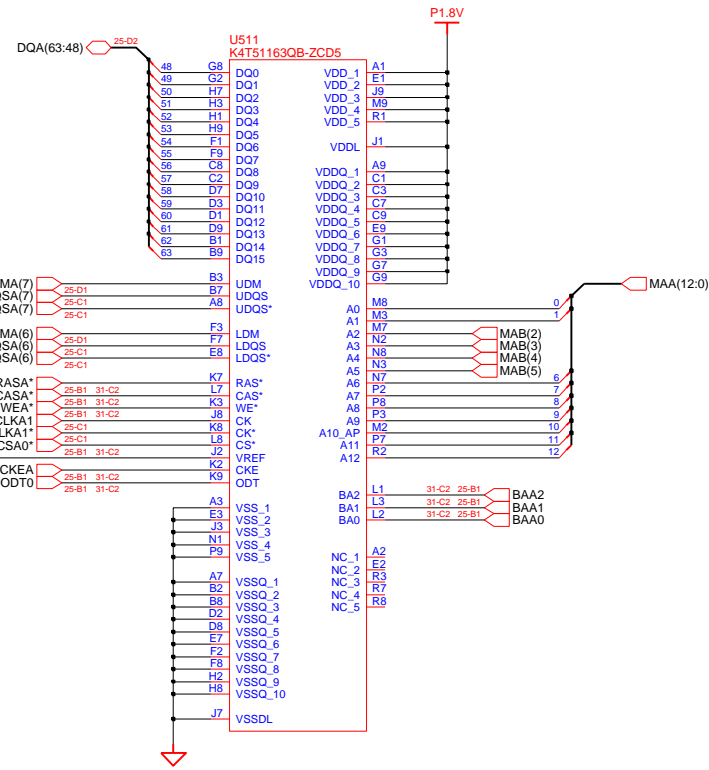 P1.8V
U511
K4T51163QB-ZCD5
DQA(63:48) 25-D2
48 G8 DQ0 VDD_1 A1
49 G2 DQ1 VDD_2 E1
50 H7 DQ2 VDD_3 J9
51 H3 DQ3 VDD_4 M9
52 H1 DQ4 VDD_5 R1
53 H9 DQ5
54 F1 DQ6 VDDL J1
55 F9 DQ7
56 C8 DQ8 VDDQ_1 A9
57 C2 DQ9 VDDQ_2 C1
58 D7 DQ10 VDDQ_3 C3
59 D3 DQ11 VDDQ_4 C7
60 D1 DQ12 VDDQ_5 C9
61 D9 DQ13 VDDQ_6 E9
62 B1 DQ14 VDDQ_7 G1
63 B9 DQ15 VDDQ_8 G3
VDDQ_9 G7
MA(7) B3 UDM VDDQ_10 G9
MAA(12:0)
QSA(7) 25-D1 B7 UDQS
QSA(7) 25-C1 A8 UDQS* A0 M8 0
25-C1 A1 M3 1
MA(6) F3 LDM A2 M7 MAB(2)
QSA(6) 25-D1 F7 LDQS A3 N2 MAB(3)
QSA(6) 25-C1 E8 LDQS* A4 N8 MAB(4)
25-C1 A5 N3 MAB(5)
RASA* K7 RAS* A6 N7 6
CASA* 25-B1 31-C2 L7 CAS* A7 P2 7
WEA* 25-B1 31-C2 K3 WE* A8 P8 8
CLKA1 25-B1 31-C2 J8 CK A9 P3 9
LKA1* 25-C1 K8 CK* A10_AP M2 10
CSA0* 25-C1 L8 CS* A11 P7 11
25-B1 31-C2 J2 VREF A12 R2 12
CKEA K2 CKE
ODT0 25-B1 31-C2 K9 ODT
25-B1 31-C2
BA2 L1 31-C2 25-B1 BAA2
A3 VSS_1 BA1 L3 31-C2 25-B1 BAA1
E3 VSS_2 BA0 L2 31-C2 25-B1 BAA0
J3 VSS_3
N1 VSS_4
P9 VSS_5 NC_1 A2
NC_2 E2
A7 VSSQ_1 NC_3 R3
B2 VSSQ_2 NC_4 R7
B8 VSSQ_3 NC_5 R8
D2 VSSQ_4
D8 VSSQ_5
E7 VSSQ_6
F2 VSSQ_7
F8 VSSQ_8
H2 VSSQ_9
H8 VSSQ_10
J7 VSSDL